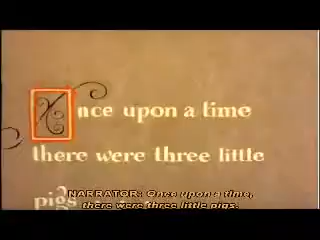 Once upon a time
there were three little
pigs
NARRATOR: Once upon a time,
there were three little pigs.